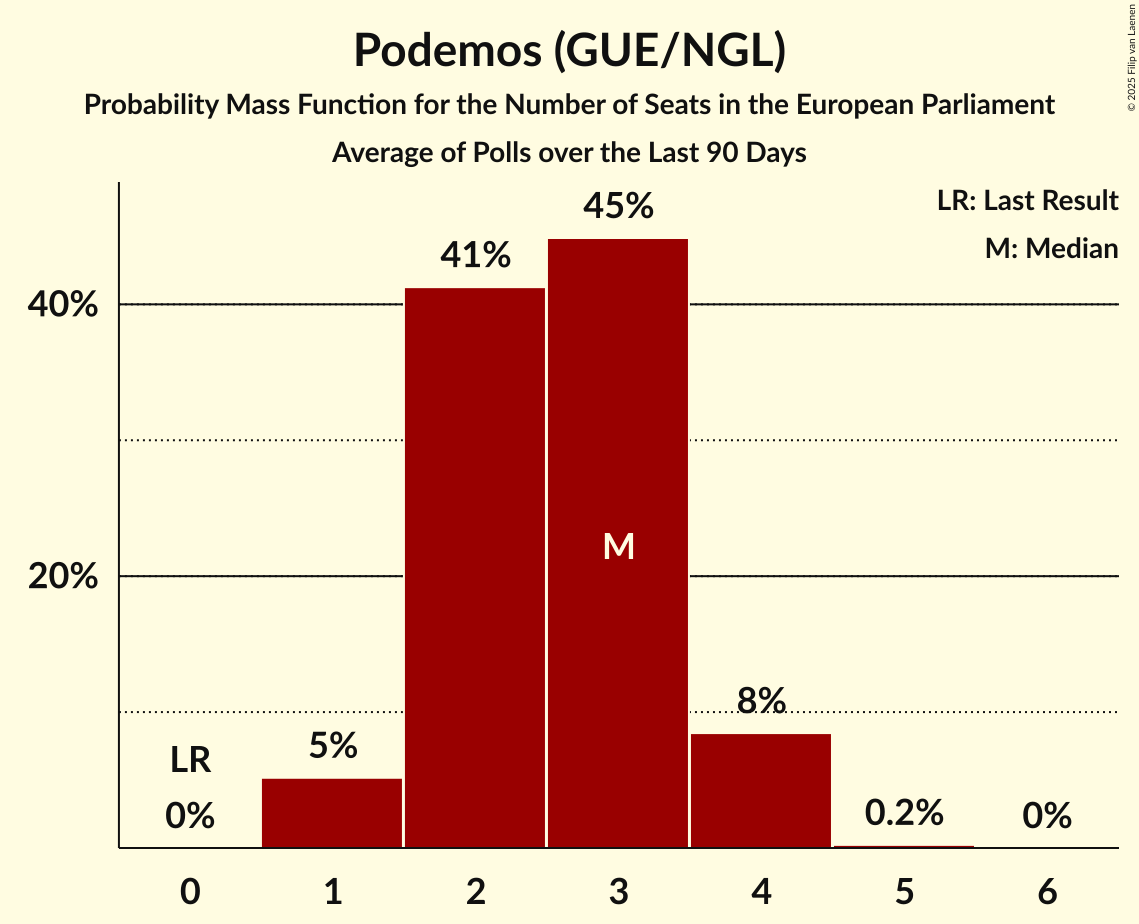 Podemos (GUE/NGL)
Probability Mass Function for the Number of Seats in the European Parliament
Average of Polls over the Last 90 Days
© 2025 Filip van Laenen
LR: Last Result
M: Median
45%
41%
40%
M
20%
8%
5%
LR
0%
0.2%
0%
0 1 2 3 4 5 6